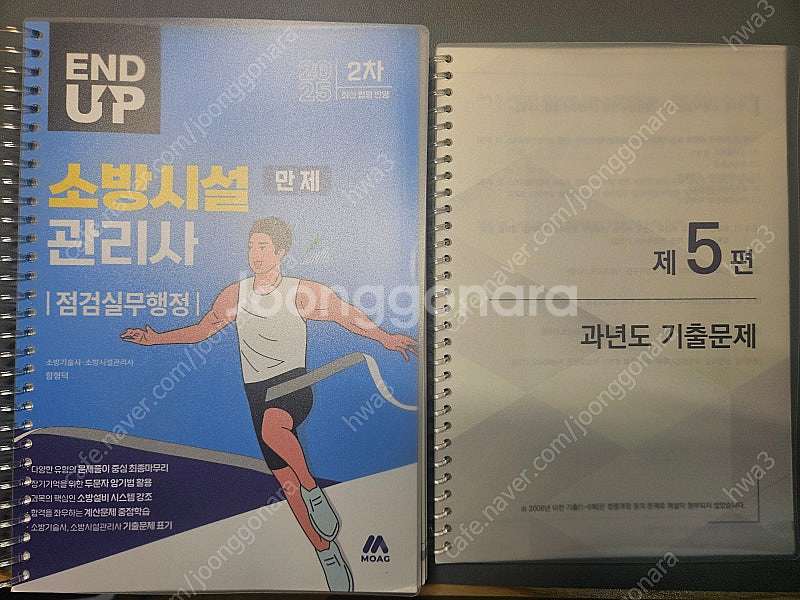 END
UP
2025
2차
최신 법령 반영
소방시설
만 제
관리사
점검실무행정
소방기술사·소방시설관리사
함형덕
· 다양한 유형의 문제풀이 중심 최종마무리
· 장기기억을 위한 두문자 암기법 활용
· 과목의 핵심인 소방설비 시스템 강조
· 합격을 좌우하는 계산문제 집중학습
· 소방기술사, 소방시설관리사 기출문제 표기
MOAG
제 5 편
과년도 기출문제
joonggonara
cafe.naver.com/joonggonara
hwa3